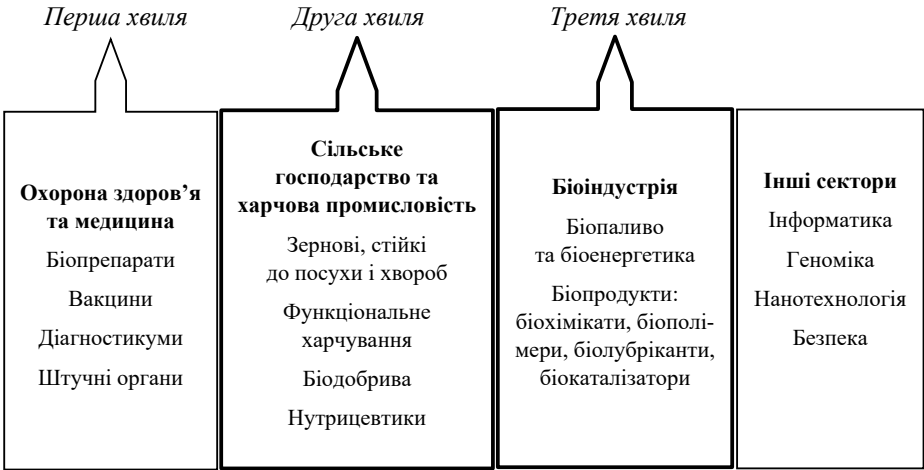 Перша хвиля
Друга хвиля
Третя хвиля
Охорона здоров’я
та медицина
Біопрепарати
Вакцини
Діагностикуми
Штучні органи
Сільське
господарство та
харчова промисловість
Зернові, стійкі
до посухи і хвороб
Функціональне
харчування
Біодобрива
Нутрицевтики
Біоіндустрія
Біопаливо
та біоенергетика
Біопродукти:
біохімікати, біополі-
мери, біолубріканти,
біокаталізатори
Інші сектори
Інформатика
Геноміка
Нанотехнологія
Безпека